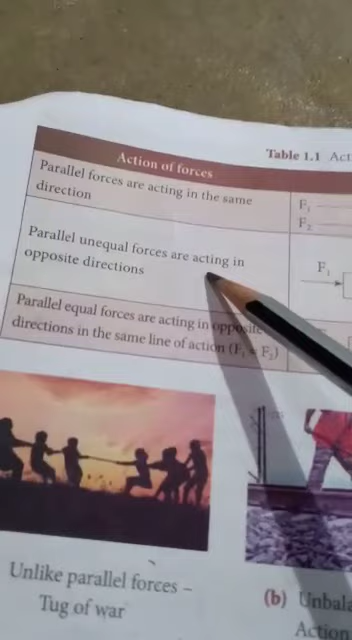 Table 1.1
Action of forces
Parallel forces are acting in the same
direction
F₁
F₂
Parallel unequal forces are acting in
opposite directions
F₁
Parallel equal forces are acting in opposite
directions in the same line of action (F₁ = F₂)
Unlike parallel forces –
Tug of war
(b)
Action